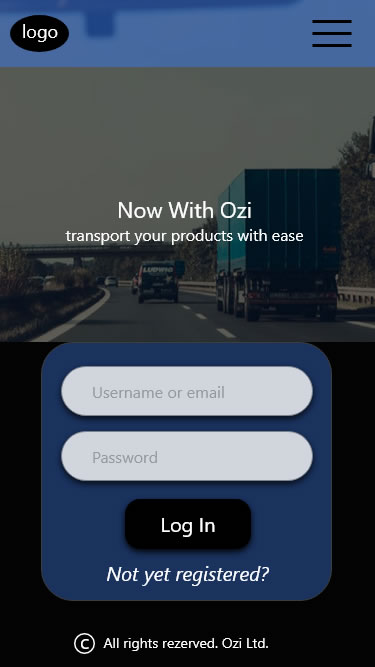 logo
Now With Ozi
transport your products with ease
Username or email
Password
Log In
Not yet registered?
© All rights rezerved. Ozi Ltd.